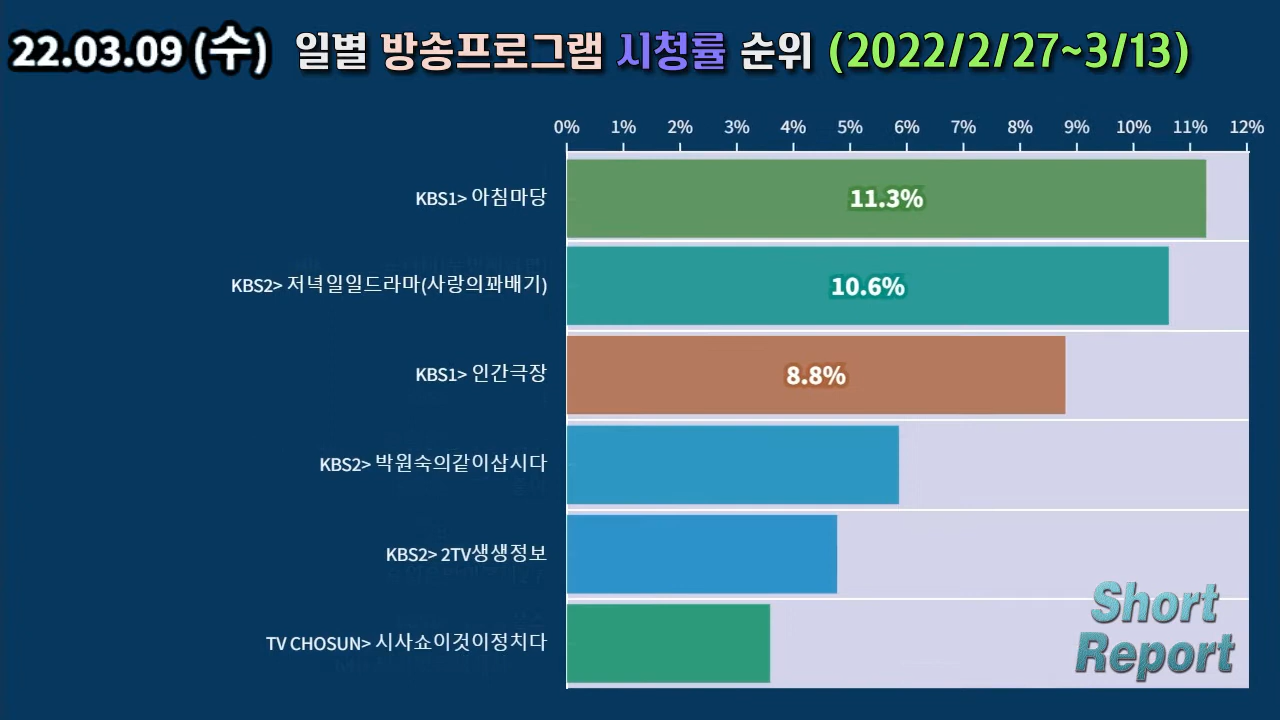 22.03.09 (수) 일별 방송프로그램 시청률 순위 (2022/2/27~3/13)
0% 1% 2% 3% 4% 5% 6% 7% 8% 9% 10% 11% 12%
KBS1> 아침마당 11.3%
KBS2> 저녁일일드라마(사랑의꽈배기) 10.6%
KBS1> 인간극장 8.8%
KBS2> 박원숙의같이삽시다
KBS2> 2TV생생정보
TV CHOSUN> 시사쇼이것이정치다
Short
Report